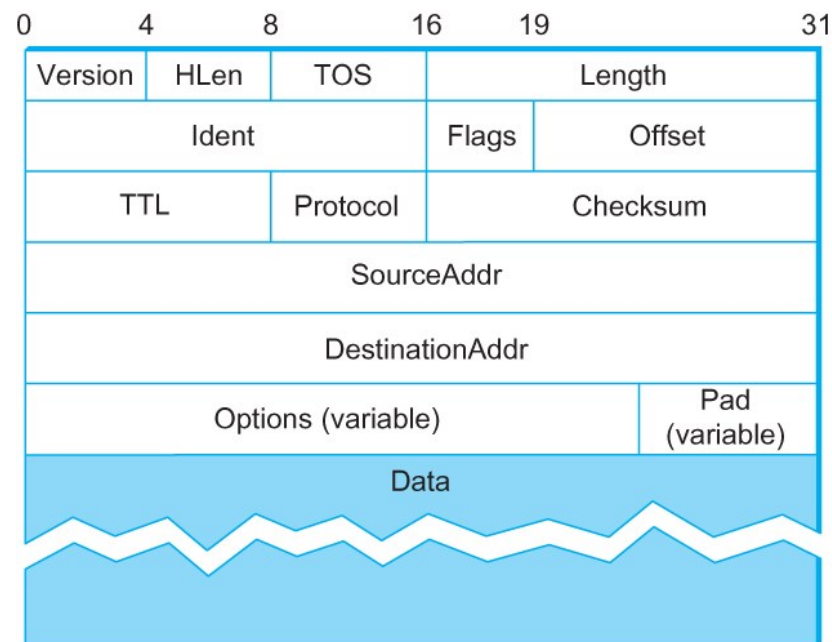 0 4 8 16 19 31
Version HLen TOS Length
Ident Flags Offset
TTL Protocol Checksum
SourceAddr
DestinationAddr
Options (variable) Pad
(variable)
Data